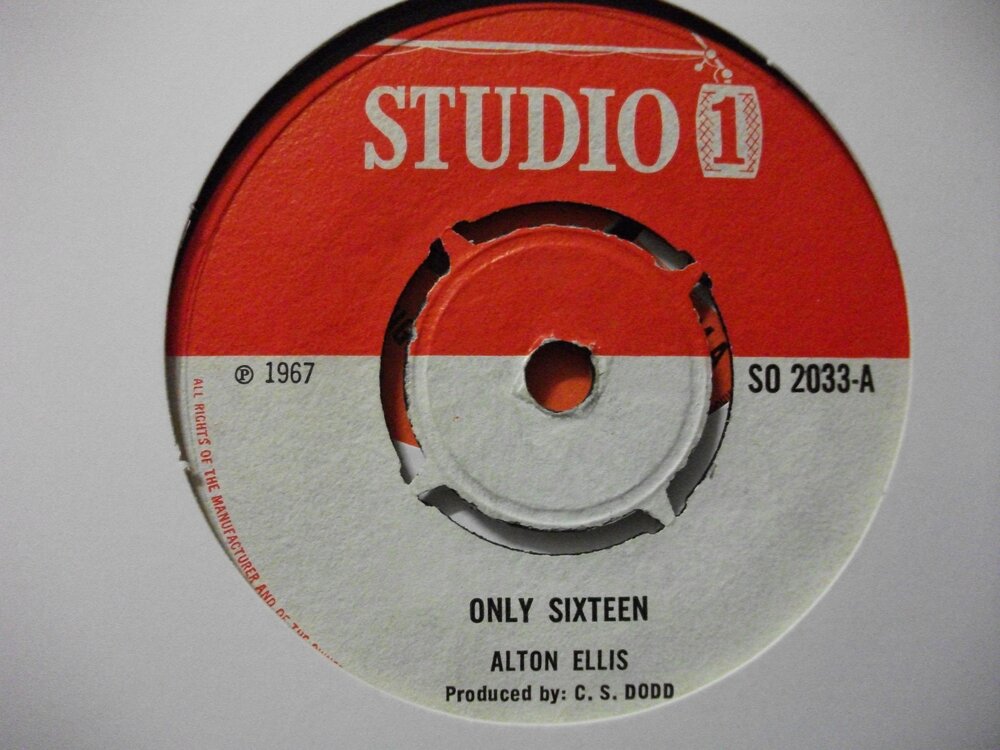 STUDIO 1
℗ 1967
SO 2033-A
ALL RIGHTS OF THE MANUFACTURER AND OF THE
ONLY SIXTEEN
ALTON ELLIS
Produced by: C. S. DODD